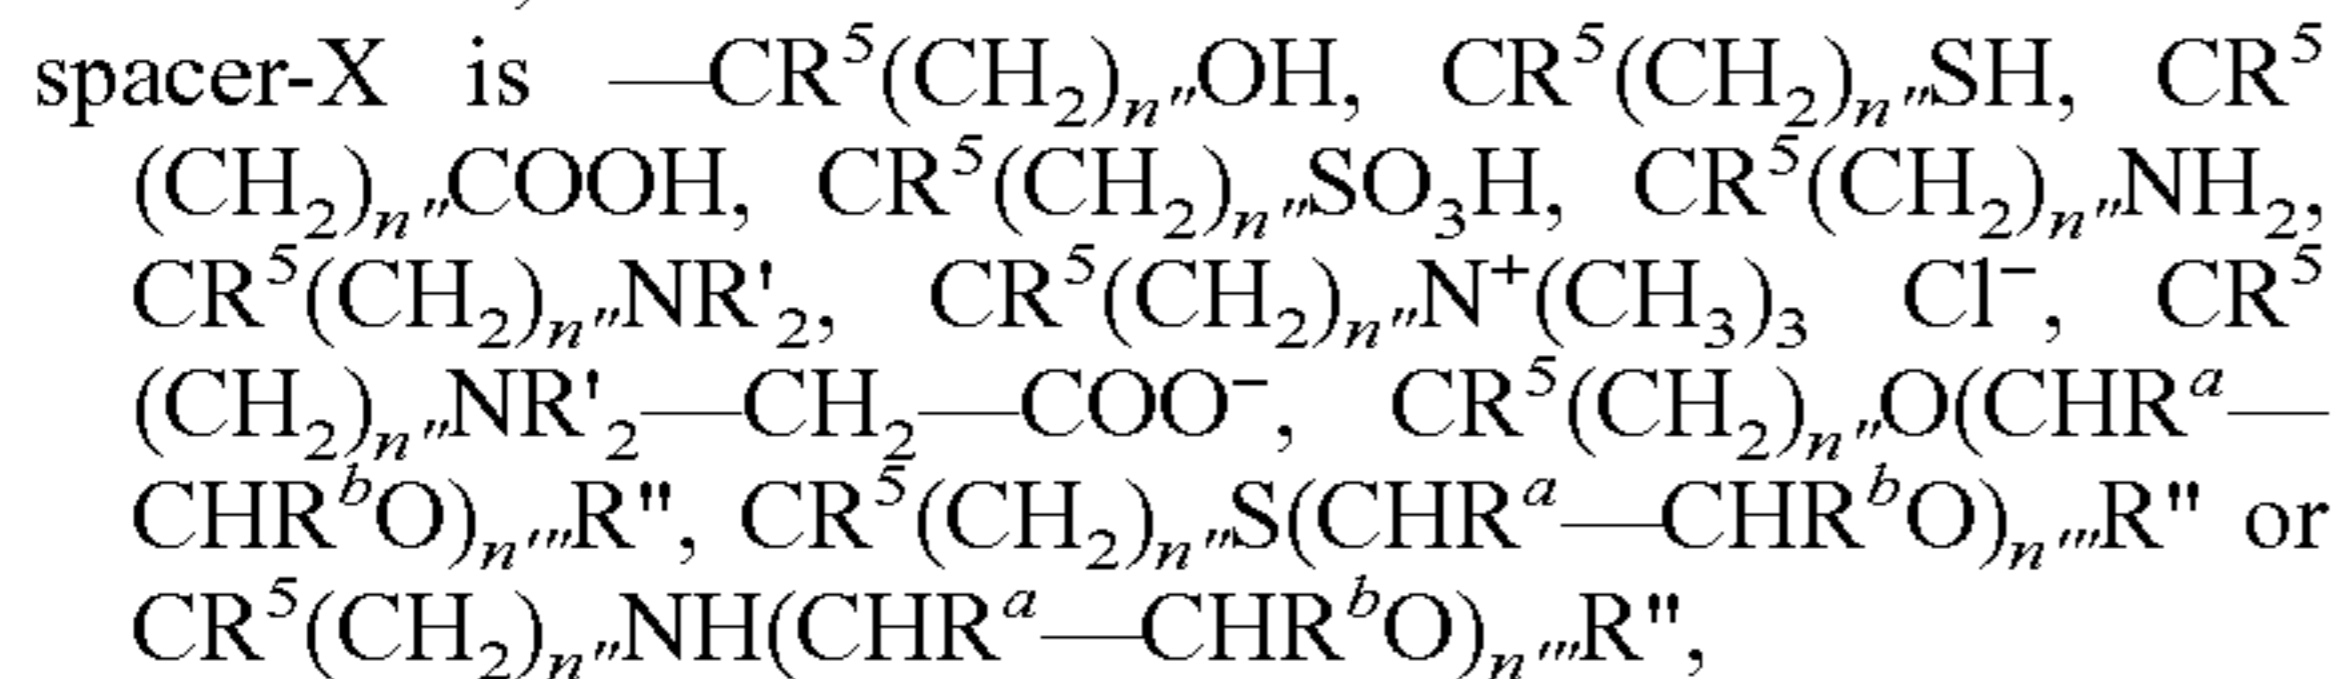 spacer-X is —CR⁵(CH₂)ₙ″OH, CR⁵(CH₂)ₙ″SH, CR⁵
(CH₂)ₙ″COOH, CR⁵(CH₂)ₙ″SO₃H, CR⁵(CH₂)ₙ″NH₂,
CR⁵(CH₂)ₙ″NR'₂, CR⁵(CH₂)ₙ″N⁺(CH₃)₃ Cl⁻, CR⁵
(CH₂)ₙ″NR'₂—CH₂—COO⁻, CR⁵(CH₂)ₙ″O(CHRᵃ—
CHRᵇO)ₙ‴R", CR⁵(CH₂)ₙ″S(CHRᵃ—CHRᵇO)ₙ‴R" or
CR⁵(CH₂)ₙ″NH(CHRᵃ—CHRᵇO)ₙ‴R",